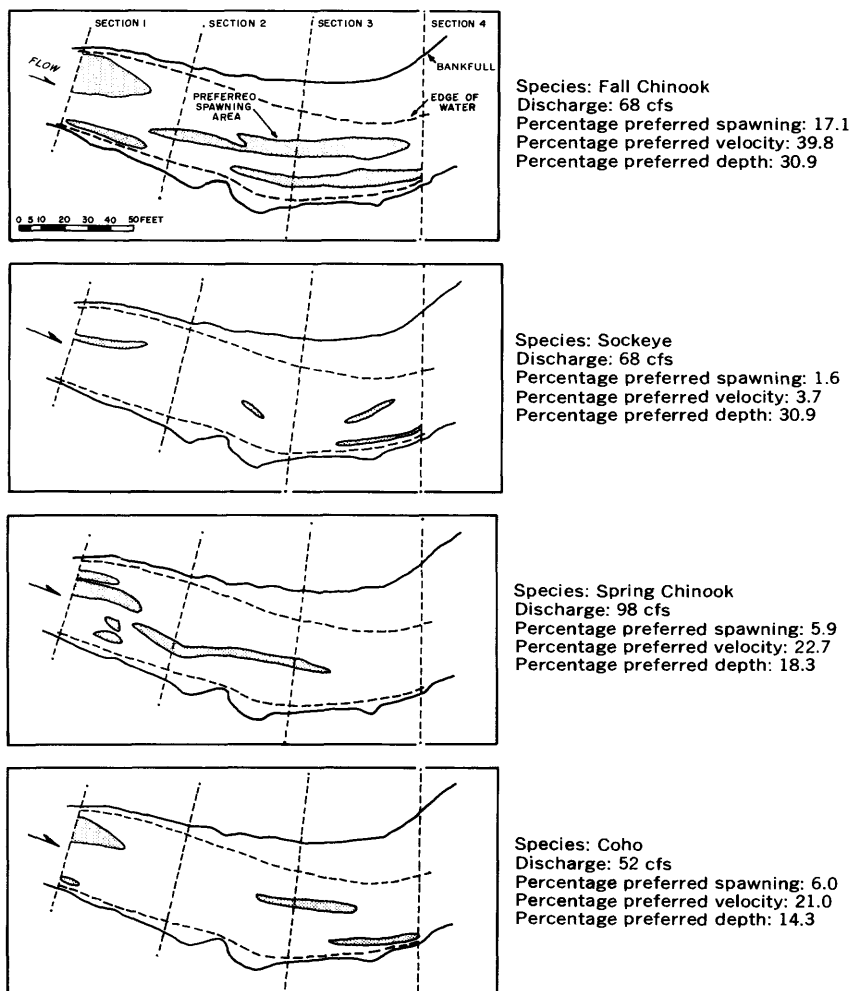 SECTION 1
SECTION 2
SECTION 3
SECTION 4
FLOW
BANKFULL
PREFERRED
SPAWNING
AREA
EDGE OF
WATER
0 5 10 20 30 40 50 FEET
Species: Fall Chinook
Discharge: 68 cfs
Percentage preferred spawning: 17.1
Percentage preferred velocity: 39.8
Percentage preferred depth: 30.9
Species: Sockeye
Discharge: 68 cfs
Percentage preferred spawning: 1.6
Percentage preferred velocity: 3.7
Percentage preferred depth: 30.9
Species: Spring Chinook
Discharge: 98 cfs
Percentage preferred spawning: 5.9
Percentage preferred velocity: 22.7
Percentage preferred depth: 18.3
Species: Coho
Discharge: 52 cfs
Percentage preferred spawning: 6.0
Percentage preferred velocity: 21.0
Percentage preferred depth: 14.3